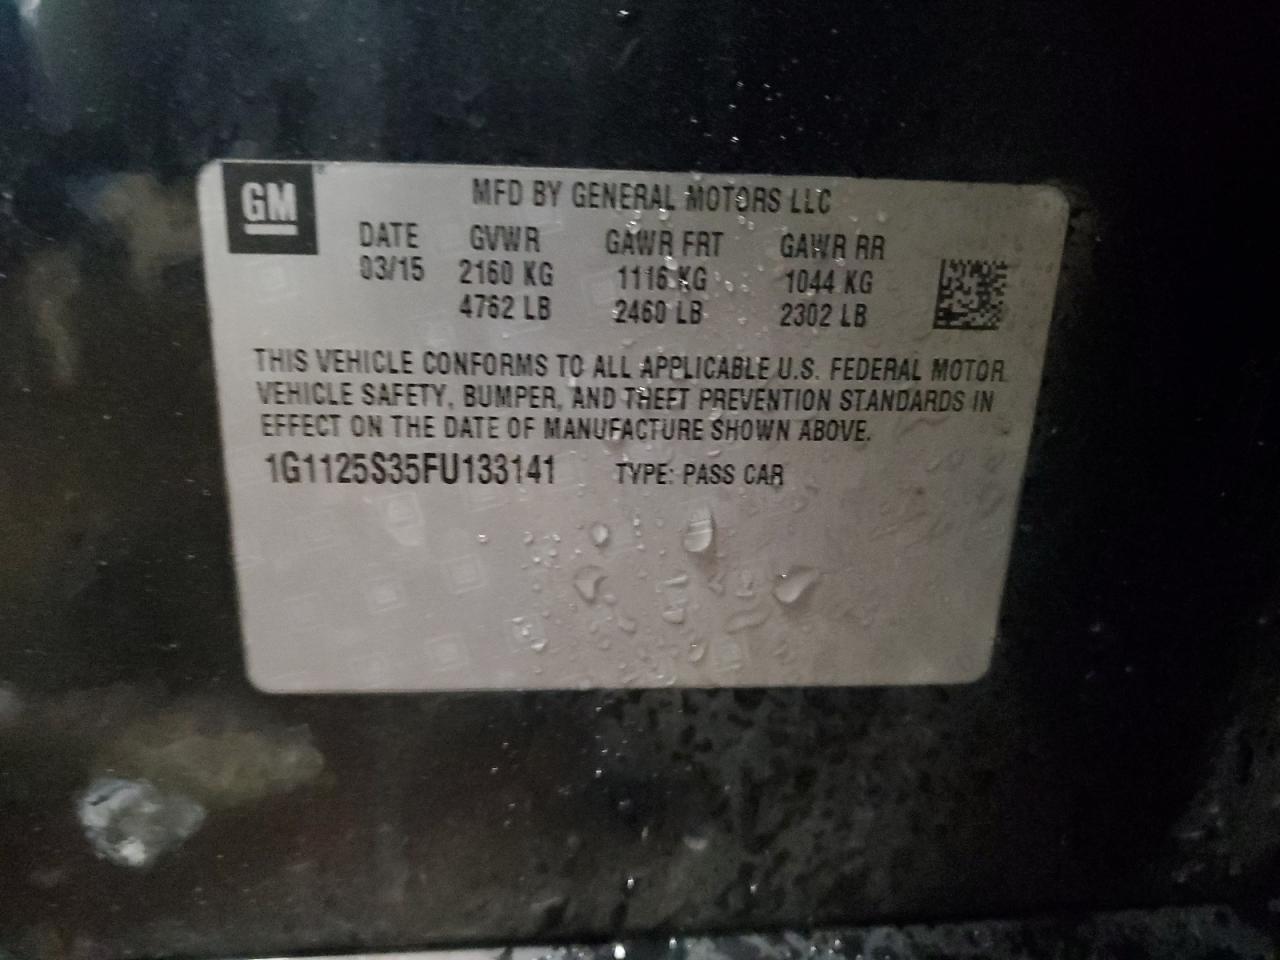 GM
MFD BY GENERAL MOTORS LLC
DATE GVWR GAWR FRT GAWR RR
03/15 2160 KG 1116 KG 1044 KG
4762 LB 2460 LB 2302 LB
THIS VEHICLE CONFORMS TO ALL APPLICABLE U.S. FEDERAL MOTOR
VEHICLE SAFETY, BUMPER, AND THEFT PREVENTION STANDARDS IN
EFFECT ON THE DATE OF MANUFACTURE SHOWN ABOVE.
1G1125S35FU133141 TYPE: PASS CAR